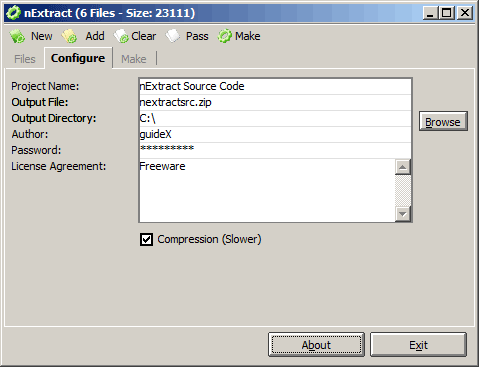 nExtract (6 Files - Size: 23111)
New Add Clear Pass Make
Files Configure Make
Project Name: nExtract Source Code
Output File: nextractsrc.zip
Output Directory: C:\
Browse
Author: guideX
Password: *********
License Agreement: Freeware
Compression (Slower)
About Exit